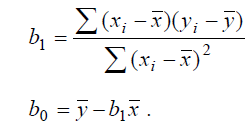 b₁ = ∑(xᵢ − x̅)(yᵢ − y̅) / ∑(xᵢ − x̅)²
b₀ = y̅ − b₁x̅ .